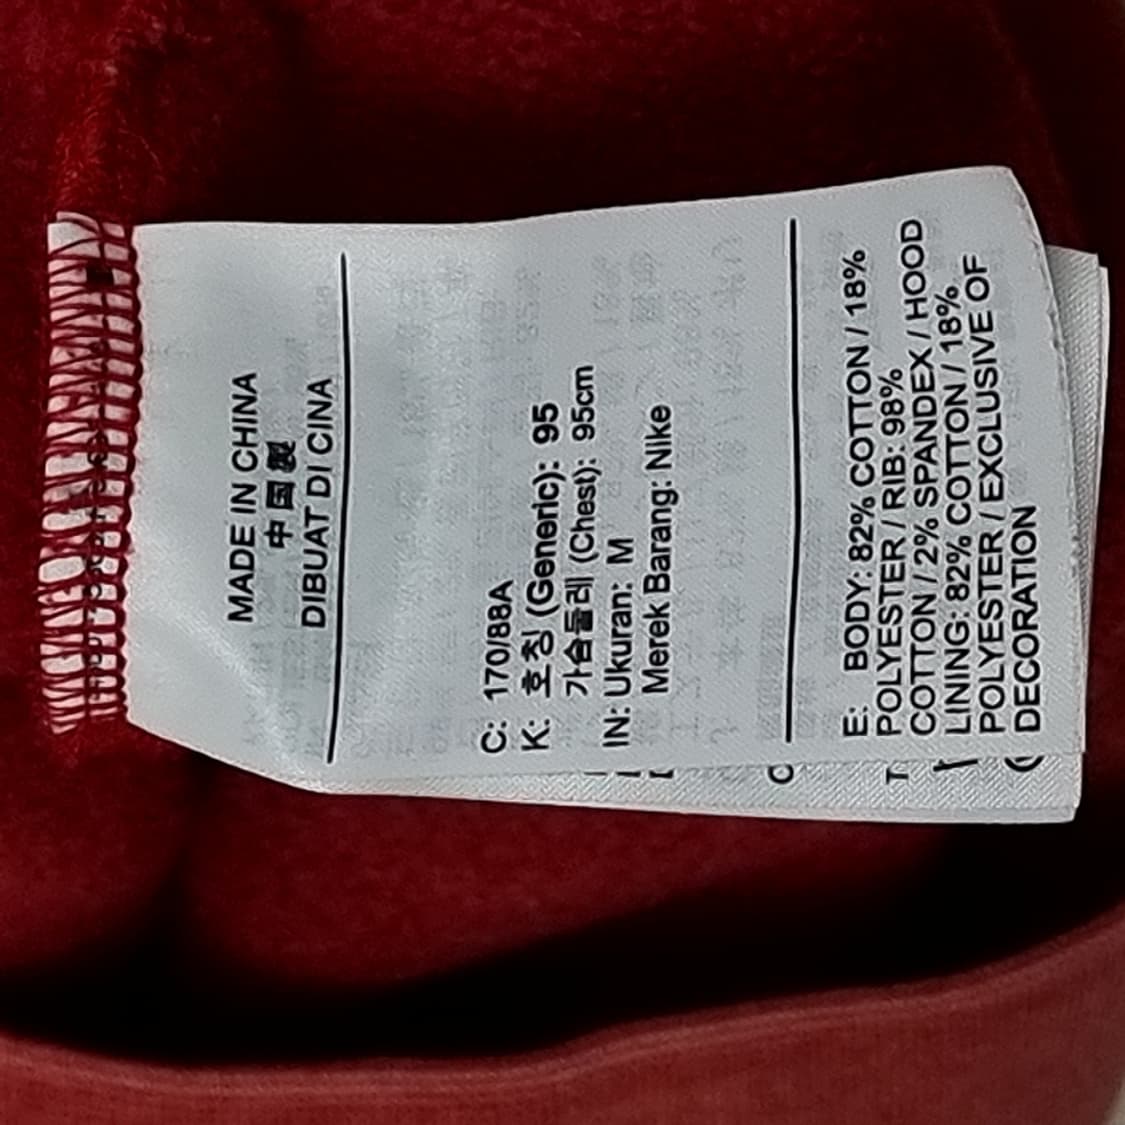 MADE IN CHINA
中国製
DIBUAT DI CINA
C: 170/88A
K: 호칭 (Generic): 95
가슴둘레 (Chest): 95cm
IN: Ukuran: M
Merek Barang: Nike
E: BODY: 82% COTTON / 18%
POLYESTER / RIB: 98%
COTTON / 2% SPANDEX / HOOD
LINING: 82% COTTON / 18%
POLYESTER / EXCLUSIVE OF
DECORATION